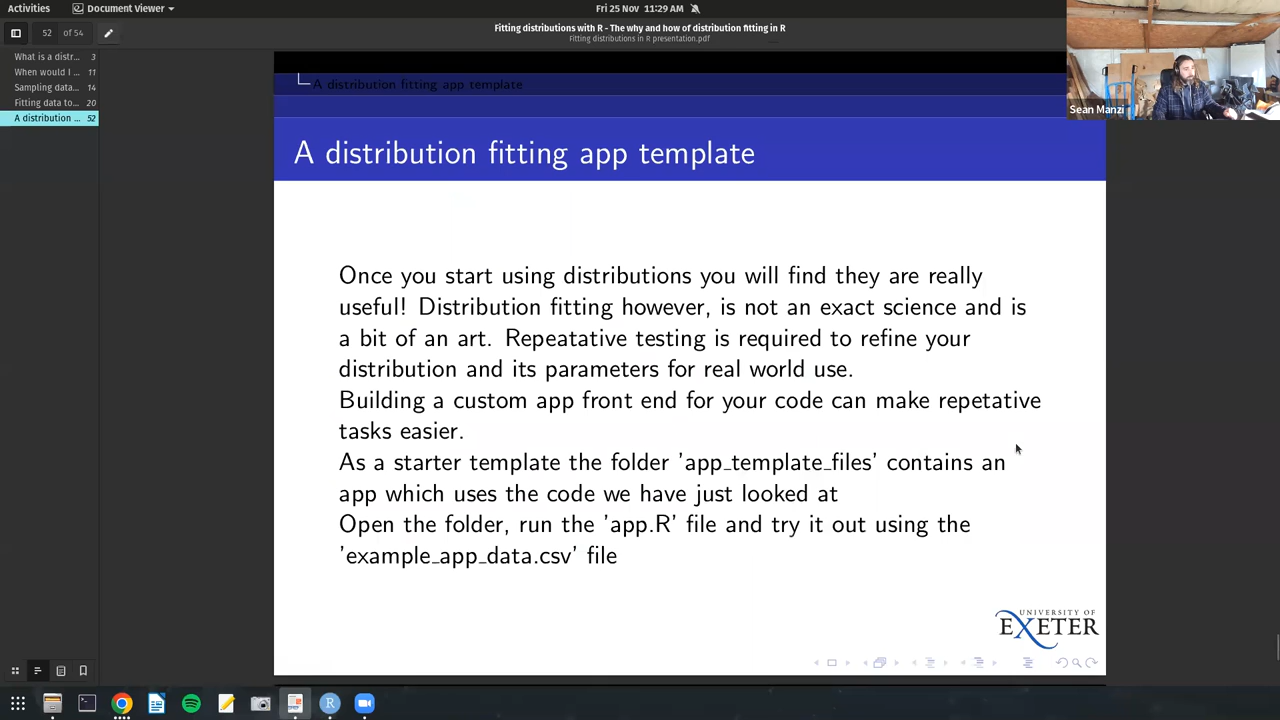 Activities
Document Viewer
Fri 25 Nov 11:29 AM
52 of 54
Fitting distributions with R - The why and how of distribution fitting in R
Fitting distributions in R presentation.pdf
What is a distr... 3
When would I ... 11
Sampling data... 14
Fitting data to... 20
A distribution ... 52
Sean Manzi
A distribution fitting app template
A distribution fitting app template
Once you start using distributions you will find they are really
useful! Distribution fitting however, is not an exact science and is
a bit of an art. Repeatative testing is required to refine your
distribution and its parameters for real world use.
Building a custom app front end for your code can make repetative
tasks easier.
As a starter template the folder 'app_template_files' contains an
app which uses the code we have just looked at
Open the folder, run the 'app.R' file and try it out using the
'example_app_data.csv' file
UNIVERSITY OF
EXETER
R